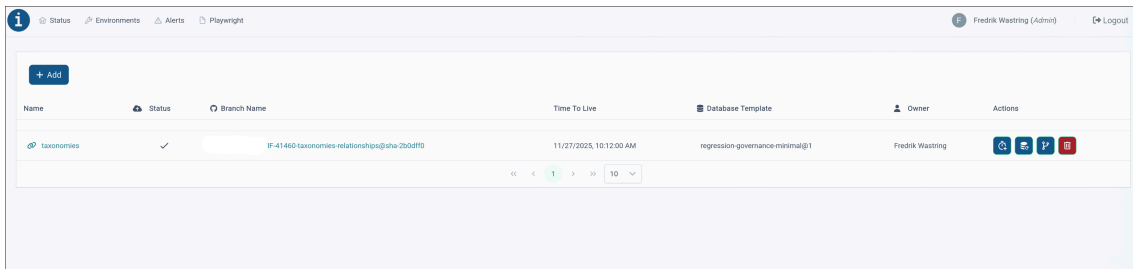 i Status Environments Alerts Playwright F Fredrik Wastring (Admin) Logout
+ Add
Name Status Branch Name Time To Live Database Template Owner Actions
taxonomies IF-41460-taxonomies-relationships@sha-2b0dff0 11/27/2025, 10:12:00 AM regression-governance-minimal@1 Fredrik Wastring
« < 1 > » 10